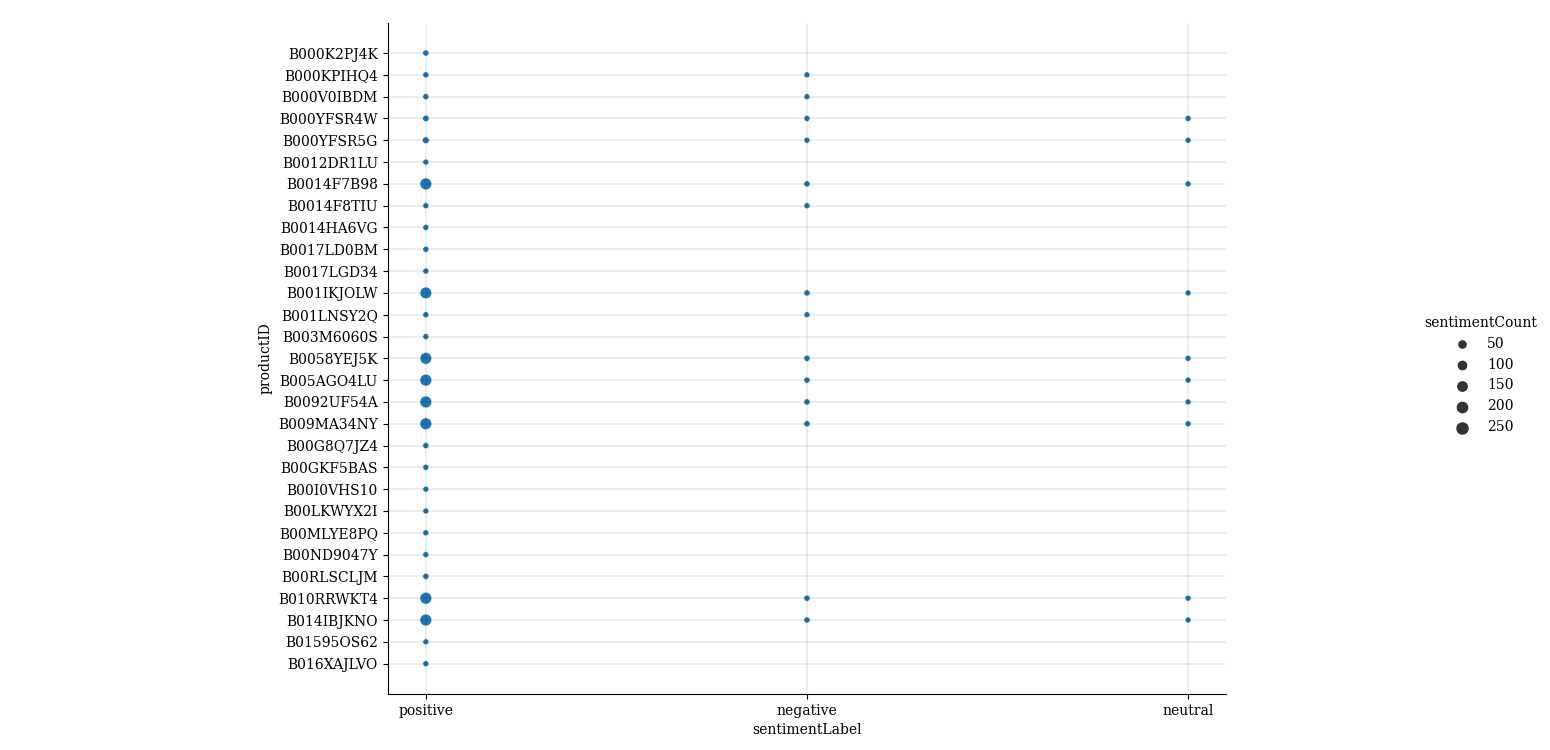 B000K2PJ4K
B000KPIHQ4
B000V0IBDM
B000YFSR4W
B000YFSR5G
B0012DR1LU
B0014F7B98
B0014F8TIU
B0014HA6VG
B0017LD0BM
B0017LGD34
B001IKJOLW
B001LNSY2Q
B003M6060S
B0058YEJ5K
B005AGO4LU
B0092UF54A
B009MA34NY
B00G8Q7JZ4
B00GKF5BAS
B00I0VHS10
B00LKWYX2I
B00MLYE8PQ
B00ND9047Y
B00RLSCLJM
B010RRWKT4
B014IBJKNO
B01595OS62
B016XAJLVO
productID
positive negative neutral
sentimentLabel
sentimentCount
50
100
150
200
250